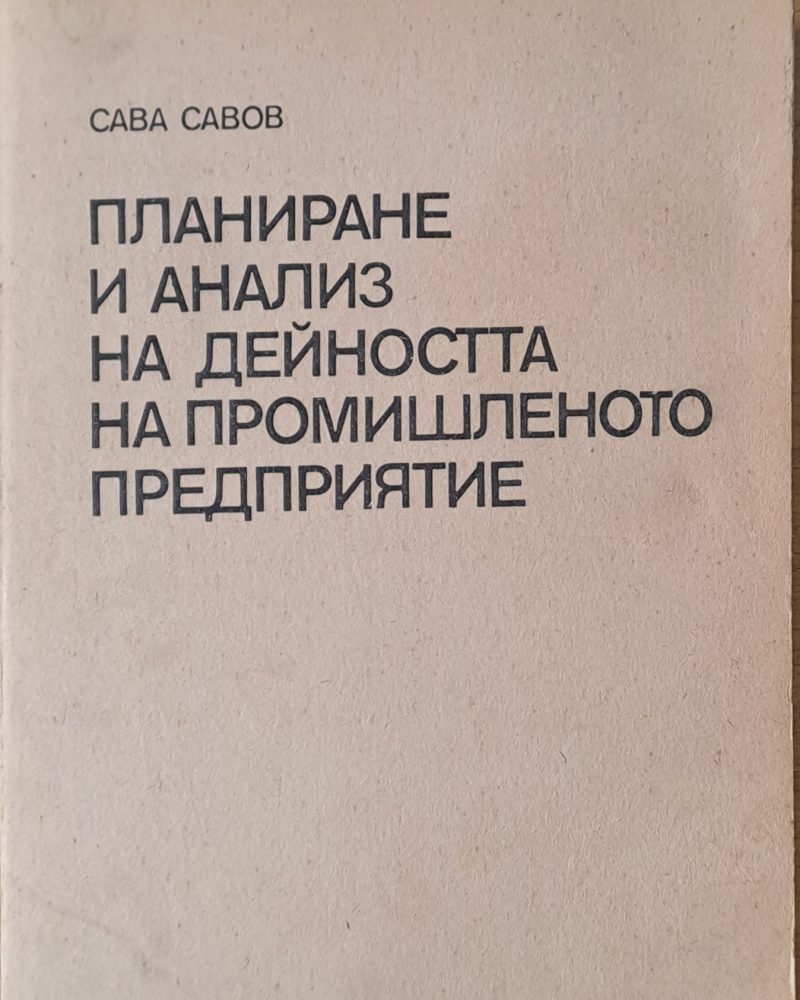 САВА САВОВ
ПЛАНИРАНЕ
И АНАЛИЗ
НА ДЕЙНОСТТА
НА ПРОМИШЛЕНОТО
ПРЕДПРИЯТИЕ